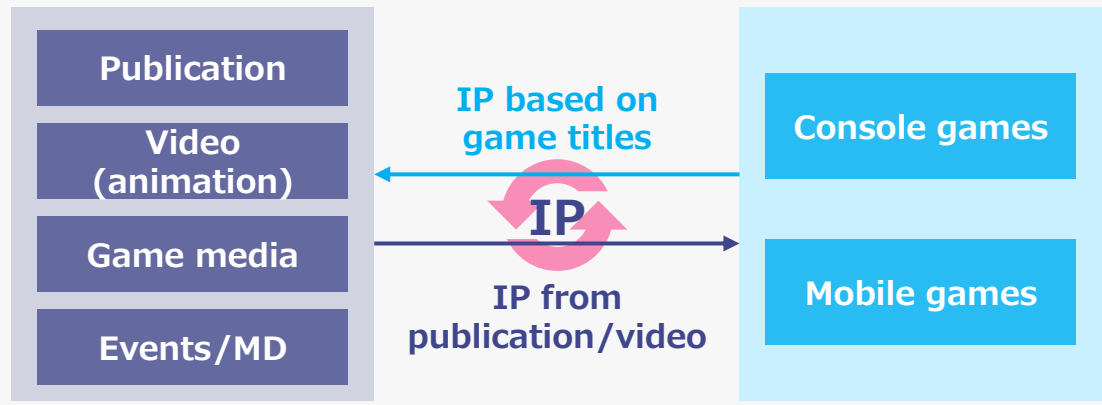 Publication
Video
(animation)
Game media
Events/MD
IP based on
game titles
IP
IP from
publication/video
Console games
Mobile games